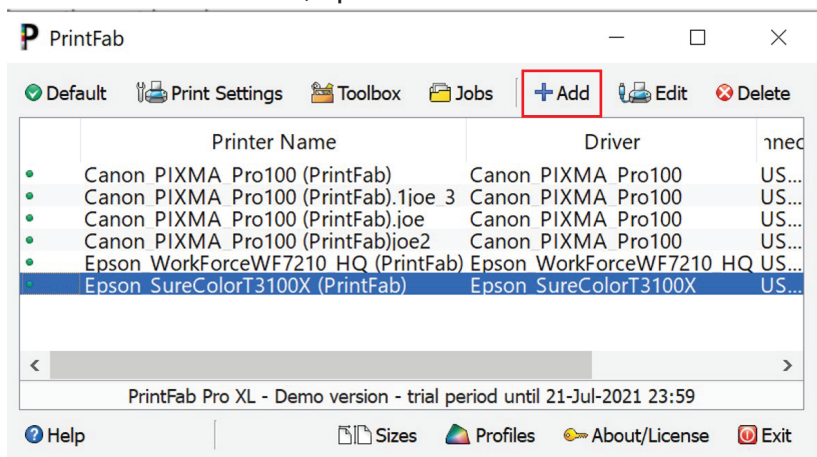 PrintFab
Default Print Settings Toolbox Jobs Add Edit Delete
Printer Name Driver
Canon_PIXMA_Pro100 (PrintFab) Canon_PIXMA_Pro100 US...
Canon_PIXMA_Pro100 (PrintFab).1joe_3 Canon_PIXMA_Pro100 US...
Canon_PIXMA_Pro100 (PrintFab).joe Canon_PIXMA_Pro100 US...
Canon_PIXMA_Pro100 (PrintFab)joe2 Canon_PIXMA_Pro100 US...
Epson_WorkForceWF7210_HQ (PrintFab) Epson_WorkForceWF7210_HQ US...
Epson_SureColorT3100X (PrintFab) Epson_SureColorT3100X US...
PrintFab Pro XL - Demo version - trial period until 21-Jul-2021 23:59
Help Sizes Profiles About/License Exit